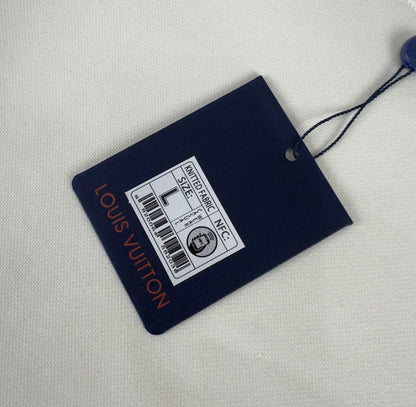 KNITTED FABRIC
SIZE:
L
NFC:
LOUIS VUITTON